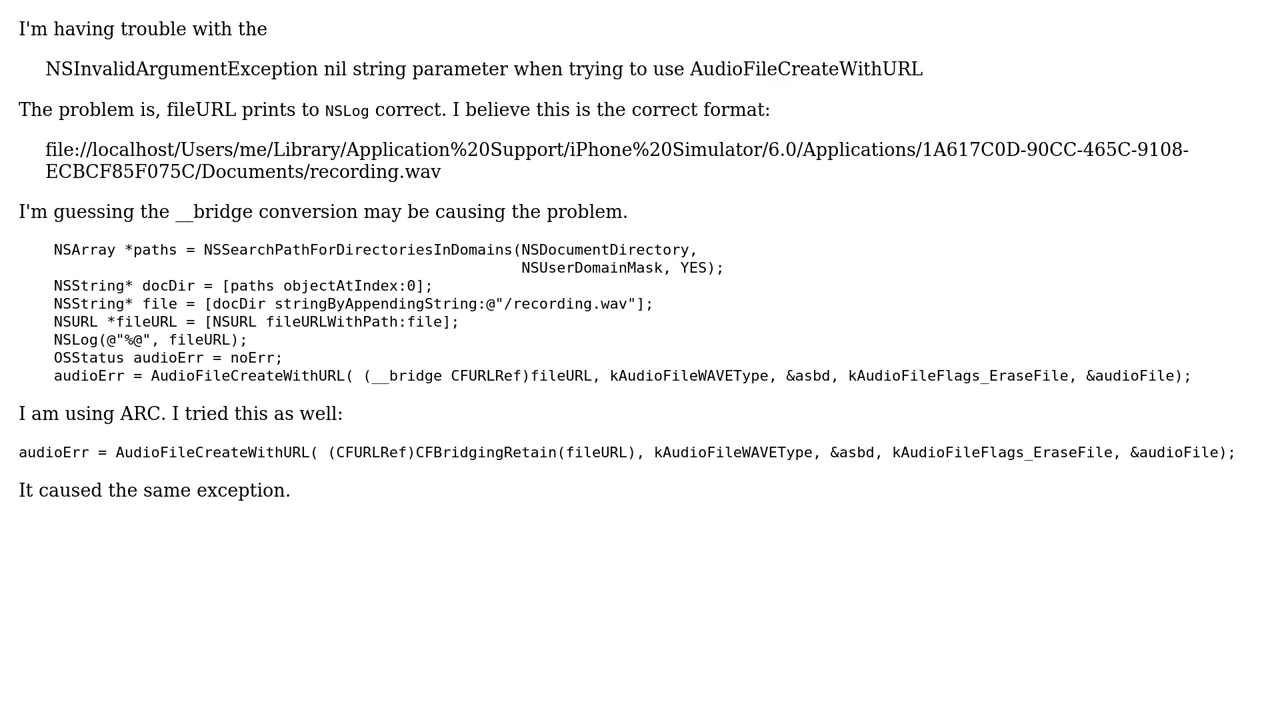 I'm having trouble with the
NSInvalidArgumentException nil string parameter when trying to use AudioFileCreateWithURL
The problem is, fileURL prints to NSLog correct. I believe this is the correct format:
file://localhost/Users/me/Library/Application%20Support/iPhone%20Simulator/6.0/Applications/1A617C0D-90CC-465C-9108-
ECBCF85F075C/Documents/recording.wav
I'm guessing the __bridge conversion may be causing the problem.
NSArray *paths = NSSearchPathForDirectoriesInDomains(NSDocumentDirectory,
NSUserDomainMask, YES);
NSString* docDir = [paths objectAtIndex:0];
NSString* file = [docDir stringByAppendingString:@"/recording.wav"];
NSURL *fileURL = [NSURL fileURLWithPath:file];
NSLog(@"%@", fileURL);
OSStatus audioErr = noErr;
audioErr = AudioFileCreateWithURL( (__bridge CFURLRef)fileURL, kAudioFileWAVEType, &asbd, kAudioFileFlags_EraseFile, &audioFile);
I am using ARC. I tried this as well:
audioErr = AudioFileCreateWithURL( (CFURLRef)CFBridgingRetain(fileURL), kAudioFileWAVEType, &asbd, kAudioFileFlags_EraseFile, &audioFile);
It caused the same exception.